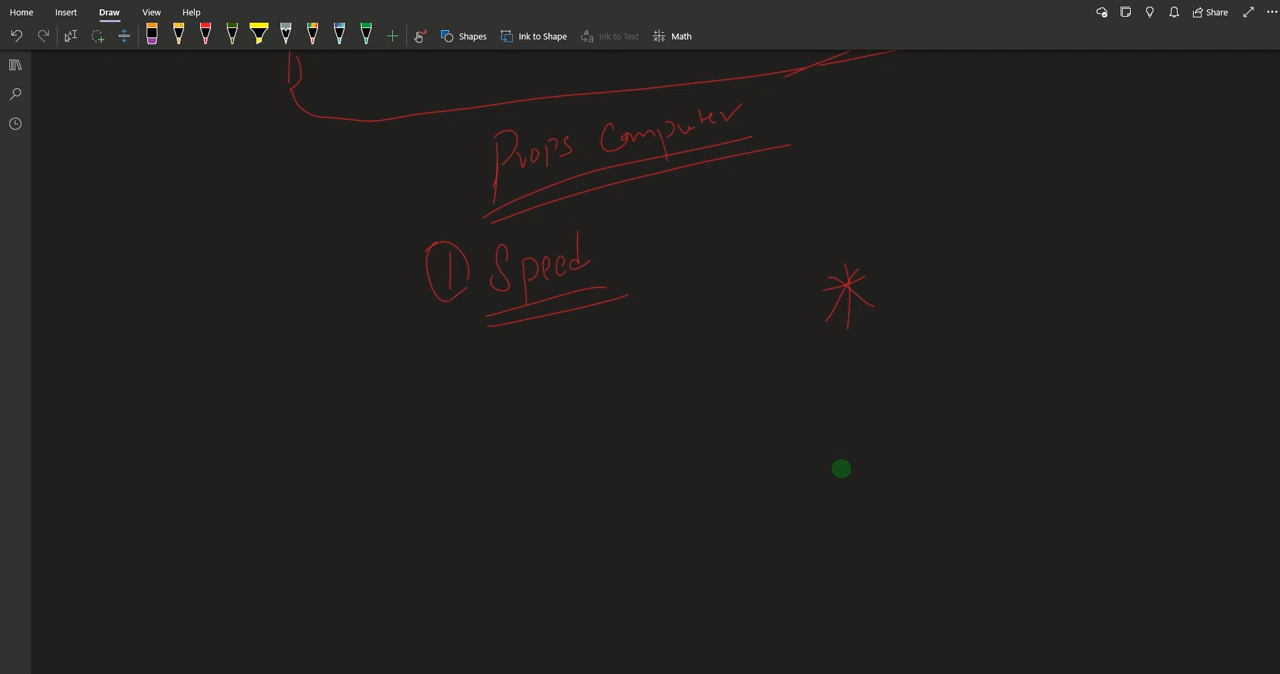 Home Insert Draw View Help Share
Shapes Ink to Shape Ink to Text Math
Props Computer
① Speed
*